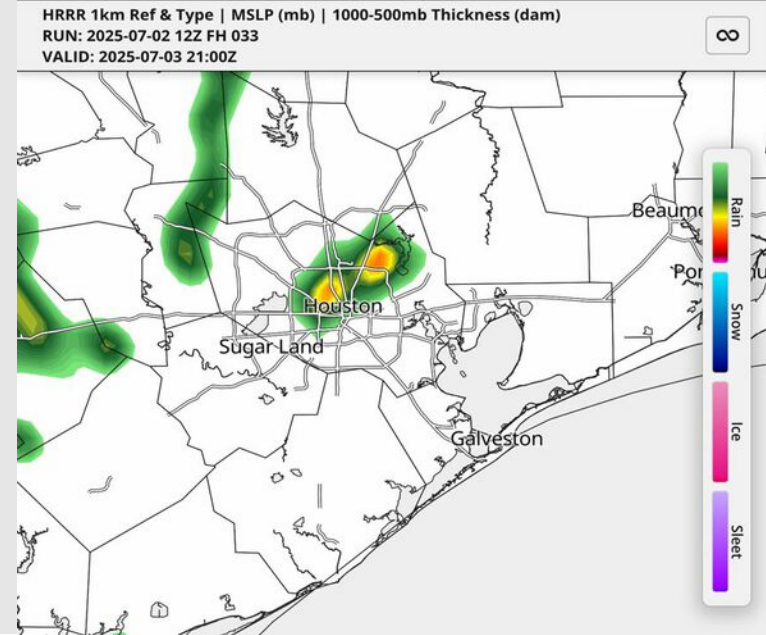 HRRR 1km Ref & Type | MSLP (mb) | 1000-500mb Thickness (dam)
RUN: 2025-07-02 12Z FH 033
VALID: 2025-07-03 21:00Z
∞
Rain
Beaumo
Snow
Houston
Sugar Land
Ice
Galveston
Sleet